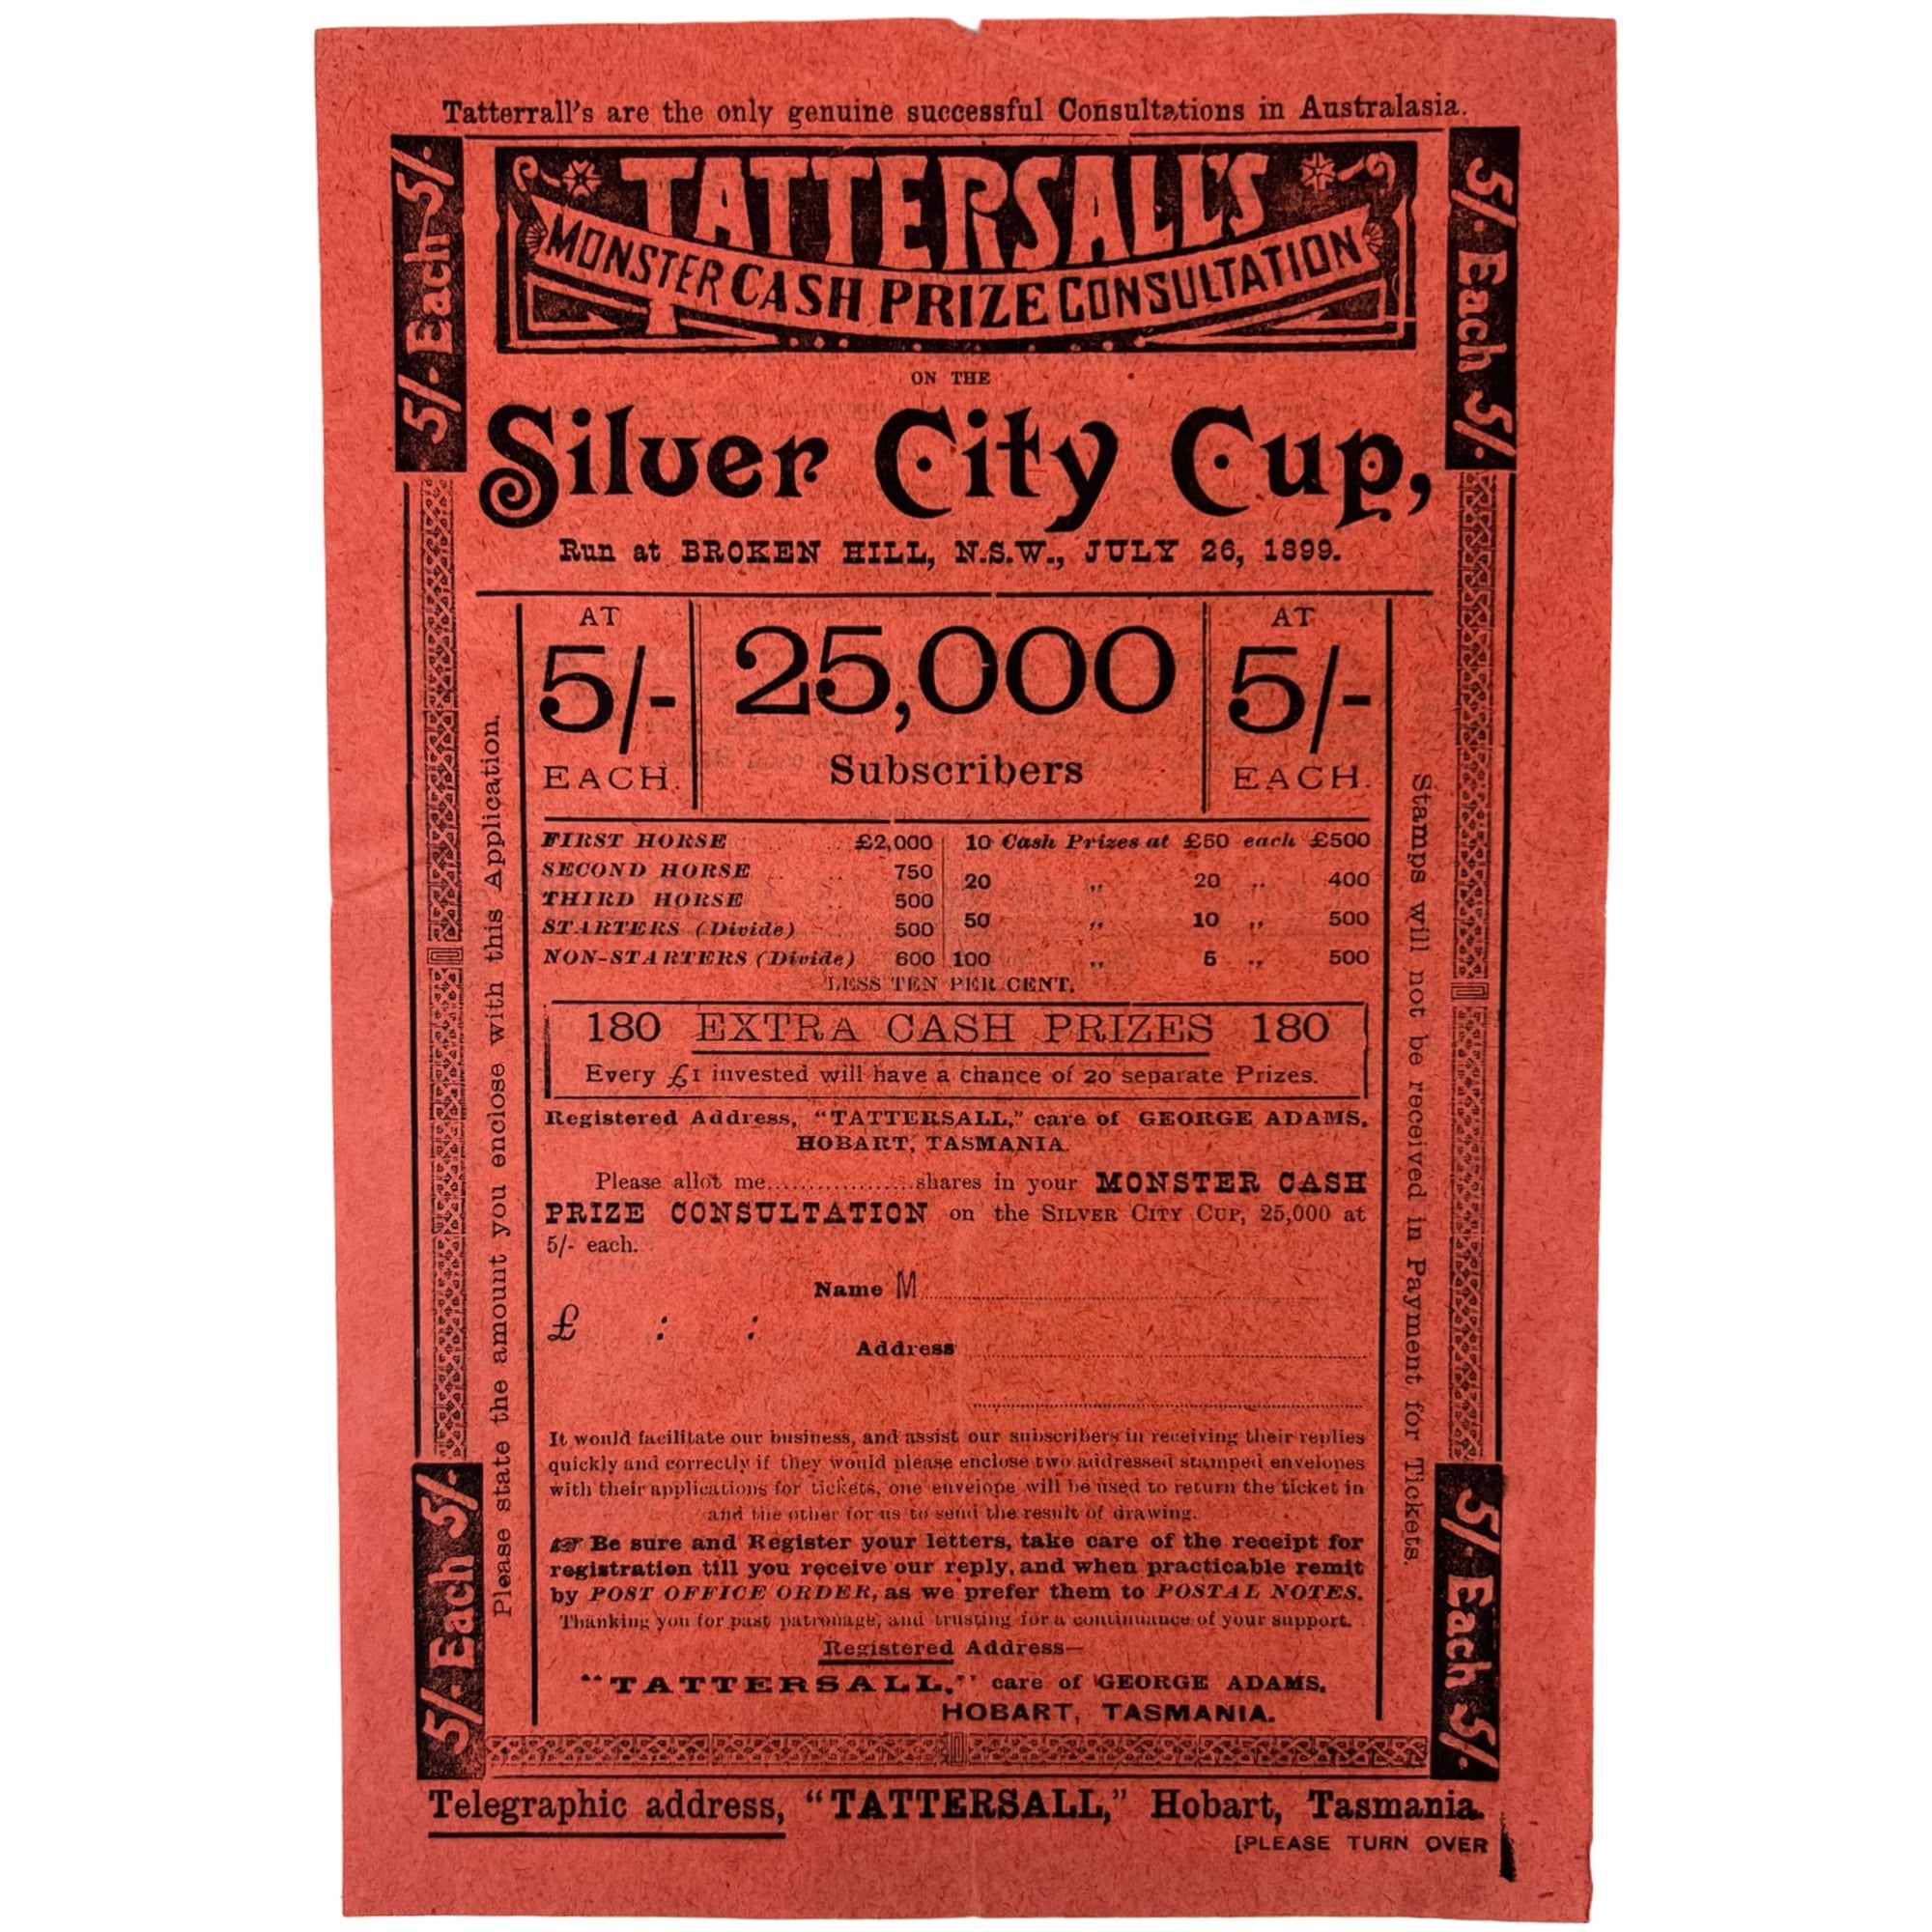 Tatterrall's are the only genuine successful Consultations in Australasia.
5/- Each 5/-
TATTERSALL'S
5/- Each 5/-
MONSTER CASH PRIZE CONSULTATION
ON THE
Silver City Cup,
Run at BROKEN HILL, N.S.W., JULY 26, 1899.
AT 5/- EACH.
25,000
Subscribers
AT 5/- EACH.
FIRST HORSE .. .. £2,000
SECOND HORSE .. .. 750
THIRD HORSE .. .. 500
STARTERS (Divide) 500
NON-STARTERS (Divide) 600
10 Cash Prizes at £50 each £500
20 ,, 20 ,, 400
50 ,, 10 ,, 500
100 ,, 5 ,, 500
LESS TEN PER CENT.
180 EXTRA CASH PRIZES 180
Every £1 invested will have a chance of 20 separate Prizes.
Registered Address, "TATTERSALL," care of GEORGE ADAMS,
HOBART, TASMANIA.
Please allot me..................shares in your MONSTER CASH
PRIZE CONSULTATION on the SILVER CITY CUP, 25,000 at
5/- each.
Name M
£ : :
Address
It would facilitate our business, and assist our subscribers in receiving their replies
quickly and correctly if they would please enclose two addressed stamped envelopes
with their applications for tickets, one envelope will be used to return the ticket in
and the other for us to send the result of drawing.
☞ Be sure and Register your letters, take care of the receipt for
registration till you receive our reply, and when practicable remit
by POST OFFICE ORDER, as we prefer them to POSTAL NOTES.
Thanking you for past patronage, and trusting for a continuance of your support.
Registered Address—
"TATTERSALL," care of GEORGE ADAMS,
HOBART, TASMANIA.
Please state the amount you enclose with this Application.
Stamps will not be received in Payment for Tickets.
5/- Each 5/-
5/- Each 5/-
Telegraphic address, "TATTERSALL," Hobart, Tasmania.
[PLEASE TURN OVER